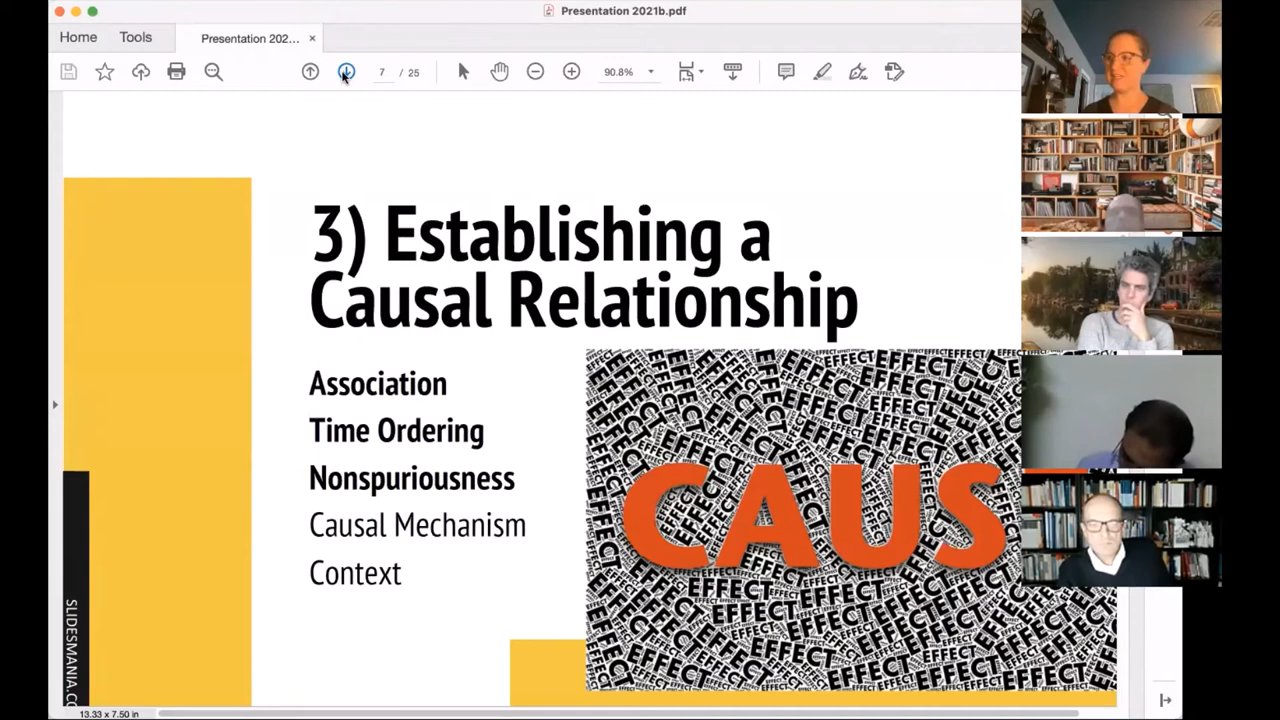 Presentation 2021b.pdf
Home
Tools
Presentation 202...
7 / 25
90.8%
3) Establishing a
Causal Relationship
Association
Time Ordering
Nonspuriousness
Causal Mechanism
Context
EFFECT
CAUS
SLIDESMANIA.C
13.33 x 7.50 in